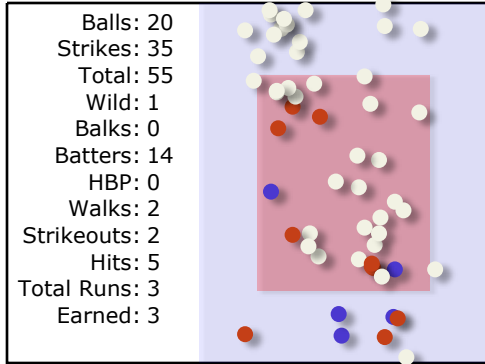 Balls: 20
Strikes: 35
Total: 55
Wild: 1
Balks: 0
Batters: 14
HBP: 0
Walks: 2
Strikeouts: 2
Hits: 5
Total Runs: 3
Earned: 3